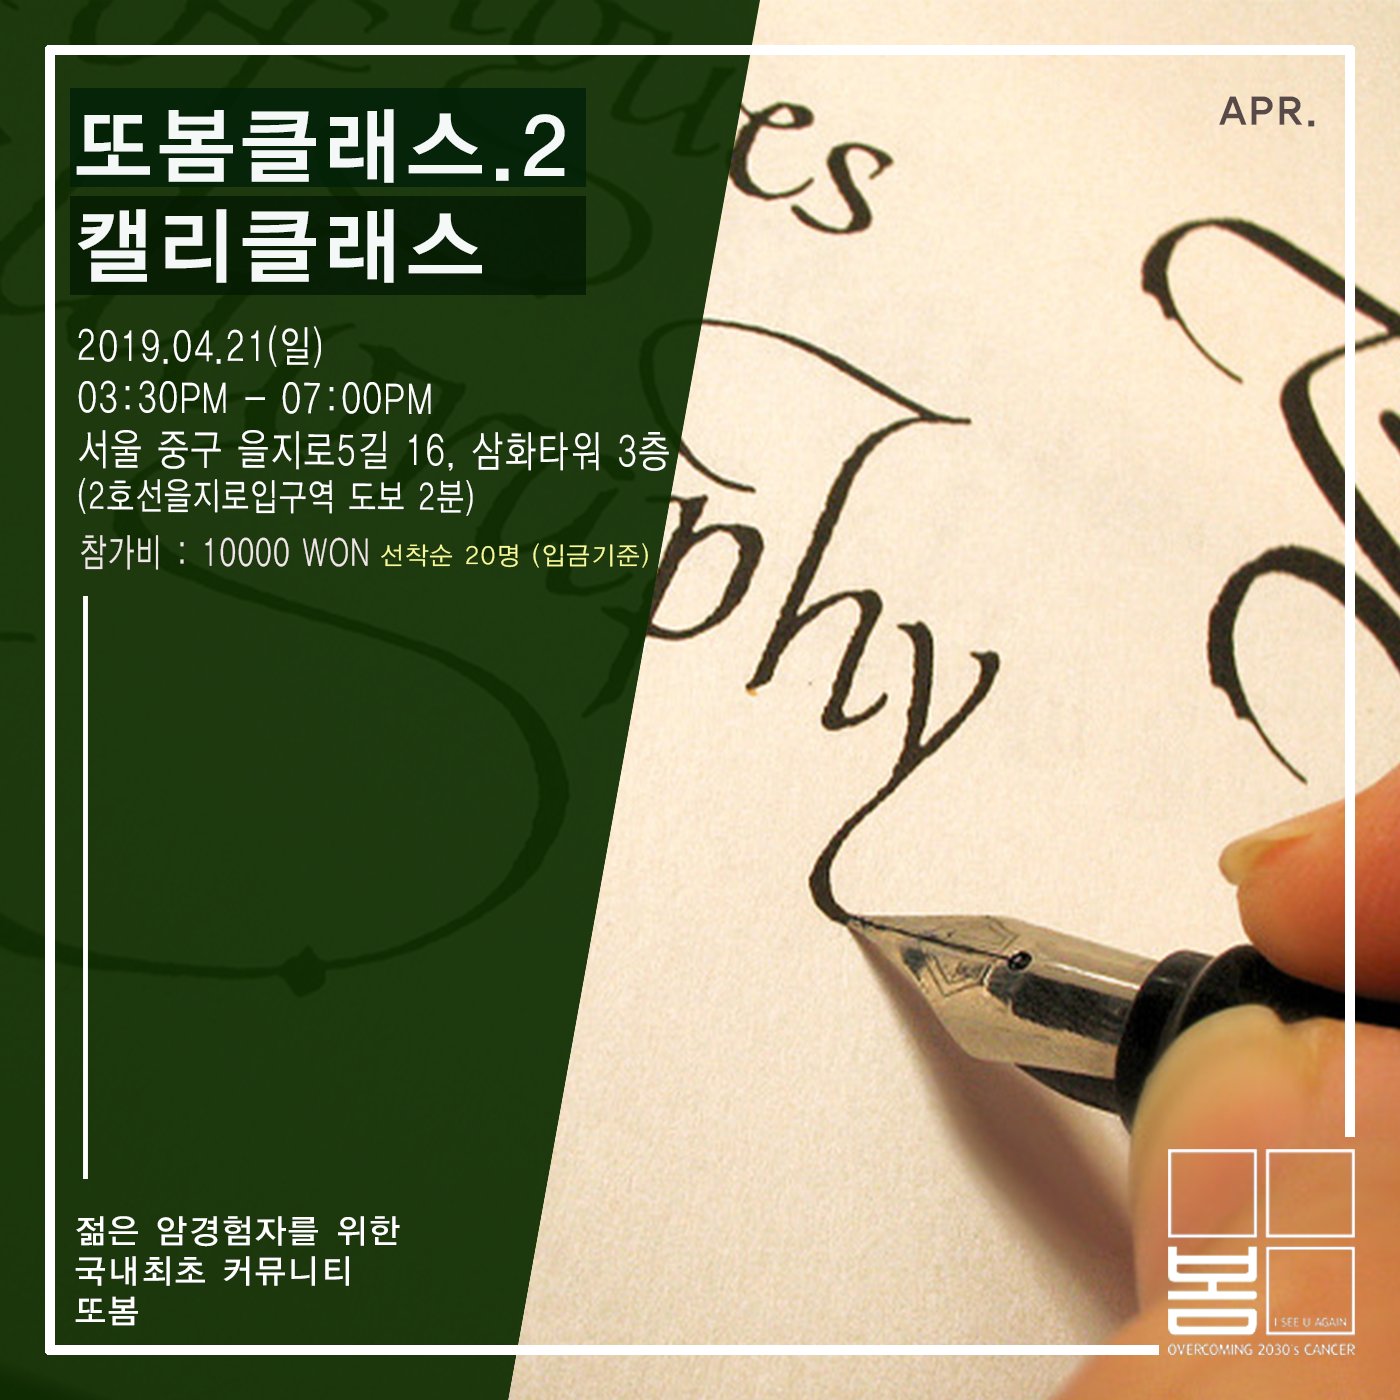 또봄클래스.2
캘리클래스
APR.
2019.04.21(일)
03:30PM - 07:00PM
서울 중구 을지로5길 16, 삼화타워 3층
(2호선을지로입구역 도보 2분)
참가비 : 10000 WON 선착순 20명 (입금기준)
es
phy
젊은 암경험자를 위한
국내최초 커뮤니티
또봄
봄
I SEE U AGAIN
OVERCOMING 2030's CANCER